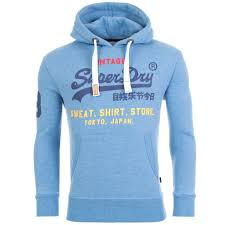 VINTAGE
Superdry
SWEAT. SHIRT. STORE.
TOKYO, JAPAN.